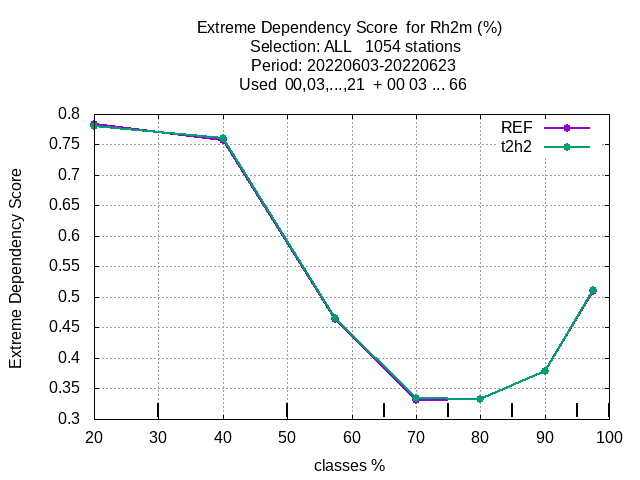 Extreme Dependency Score  for Rh2m (%)
Selection: ALL   1054 stations
Period: 20220603-20220623
Used  00,03,...,21  + 00 03 ... 66
REF
t2h2
0.8
0.75
0.7
0.65
0.6
0.55
0.5
0.45
0.4
0.35
0.3
Extreme Dependency Score
20 30 40 50 60 70 80 90 100
classes %